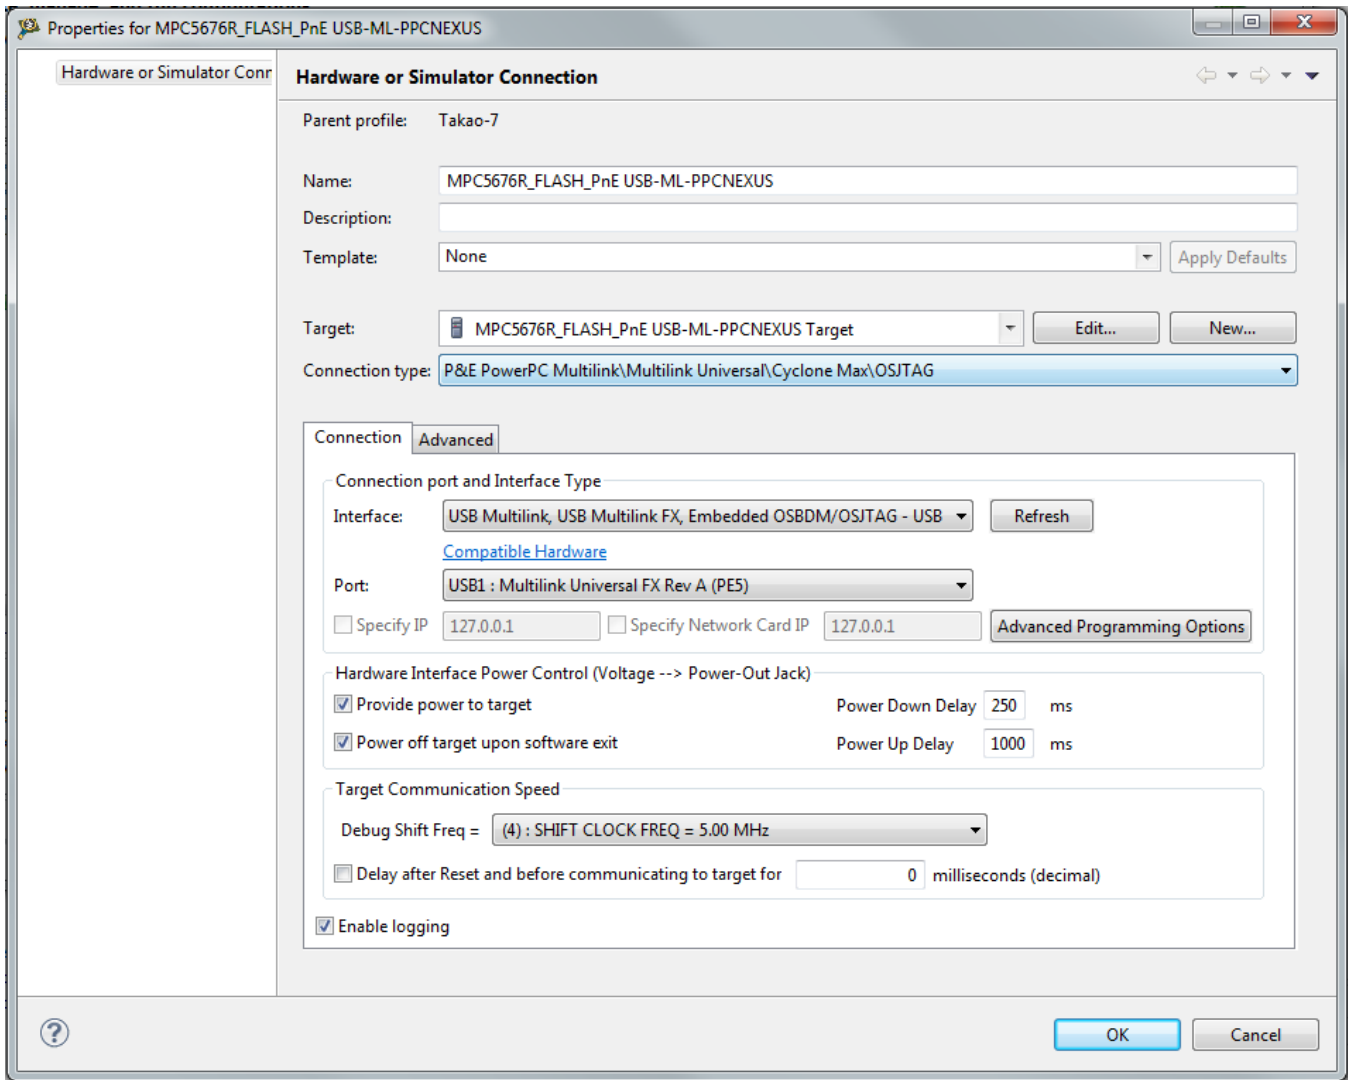 Properties for MPC5676R_FLASH_PnE USB-ML-PPCNEXUS
Hardware or Simulator Conr
Hardware or Simulator Connection
Parent profile: Takao-7
Name: MPC5676R_FLASH_PnE USB-ML-PPCNEXUS
Description:
Template: None Apply Defaults
Target: MPC5676R_FLASH_PnE USB-ML-PPCNEXUS Target Edit... New...
Connection type: P&E PowerPC Multilink\Multilink Universal\Cyclone Max\OSJTAG
Connection Advanced
Connection port and Interface Type
Interface: USB Multilink, USB Multilink FX, Embedded OSBDM/OSJTAG - USB Refresh
Compatible Hardware
Port: USB1 : Multilink Universal FX Rev A (PE5)
Specify IP 127.0.0.1 Specify Network Card IP 127.0.0.1 Advanced Programming Options
Hardware Interface Power Control (Voltage --> Power-Out Jack)
Provide power to target Power Down Delay 250 ms
Power off target upon software exit Power Up Delay 1000 ms
Target Communication Speed
Debug Shift Freq = (4) : SHIFT CLOCK FREQ = 5.00 MHz
Delay after Reset and before communicating to target for 0 milliseconds (decimal)
Enable logging
? OK Cancel